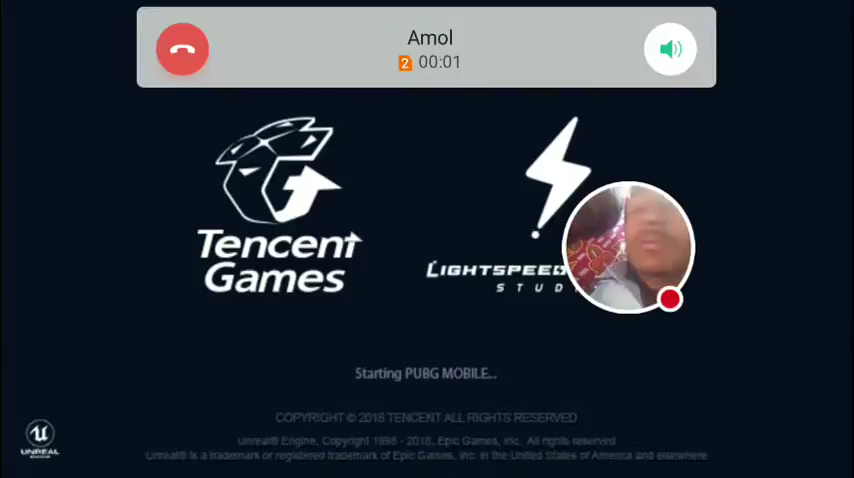 Amol
2 00:01
Tencent
Games
LIGHTSPEED
STUD
Starting PUBG MOBILE...
COPYRIGHT © 2018 TENCENT ALL RIGHTS RESERVED
Unreal® Engine, Copyright 1998 - 2018, Epic Games, Inc. All rights reserved
Unreal® is a trademark or registered trademark of Epic Games, Inc. in the United States of America and elsewhere
UNREAL
ENGINE